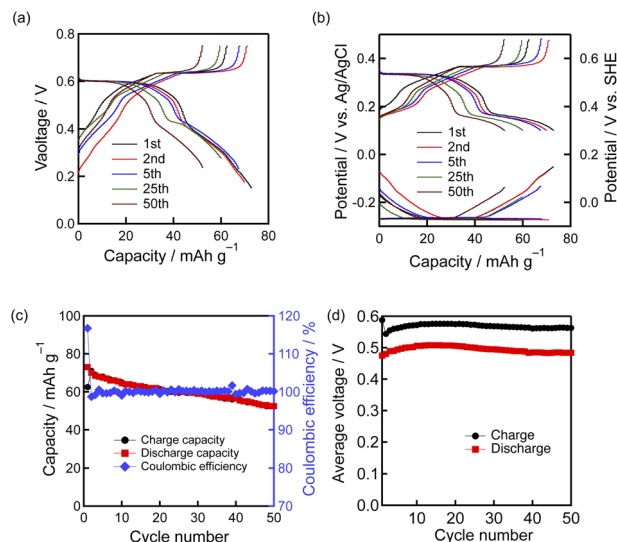 (a)
0.8
0.6
0.4
0.2
0.0
Vaoltage / V
1st
2nd
5th
25th
50th
0 20 40 60 80
Capacity / mAh g⁻¹
(b)
0.4
0.2
0.0
-0.2
Potential / V vs. Ag/AgCl
0.6
0.4
0.2
0.0
Potential / V vs. SHE
1st
2nd
5th
25th
50th
0 20 40 60 80
Capacity / mAh g⁻¹
(c)
100
80
60
40
20
0
Capacity / mAh g⁻¹
120
110
100
90
80
70
Coulombic efficiency / %
Charge capacity
Discharge capacity
Coulombic efficiency
0 10 20 30 40 50
Cycle number
(d)
0.6
0.5
0.4
0.3
0.2
0.1
0
Average voltage / V
Charge
Discharge
0 10 20 30 40 50
Cycle number